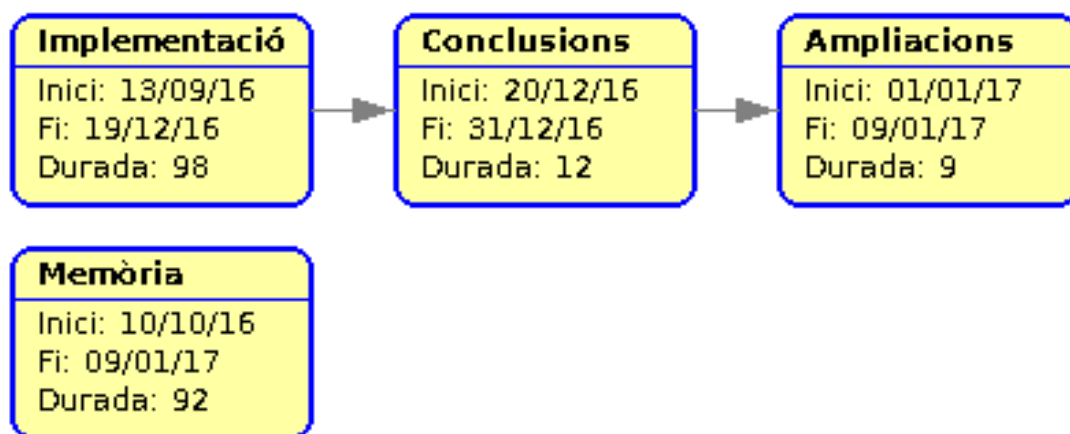 Implementació
Inici: 13/09/16
Fi: 19/12/16
Durada: 98
Conclusions
Inici: 20/12/16
Fi: 31/12/16
Durada: 12
Ampliacions
Inici: 01/01/17
Fi: 09/01/17
Durada: 9
Memòria
Inici: 10/10/16
Fi: 09/01/17
Durada: 92